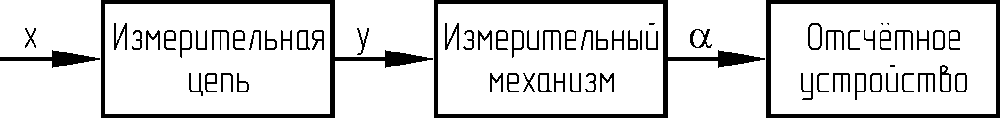 x
Измерительная
цепь
y
Измерительный
механизм
α
Отсчётное
устройство